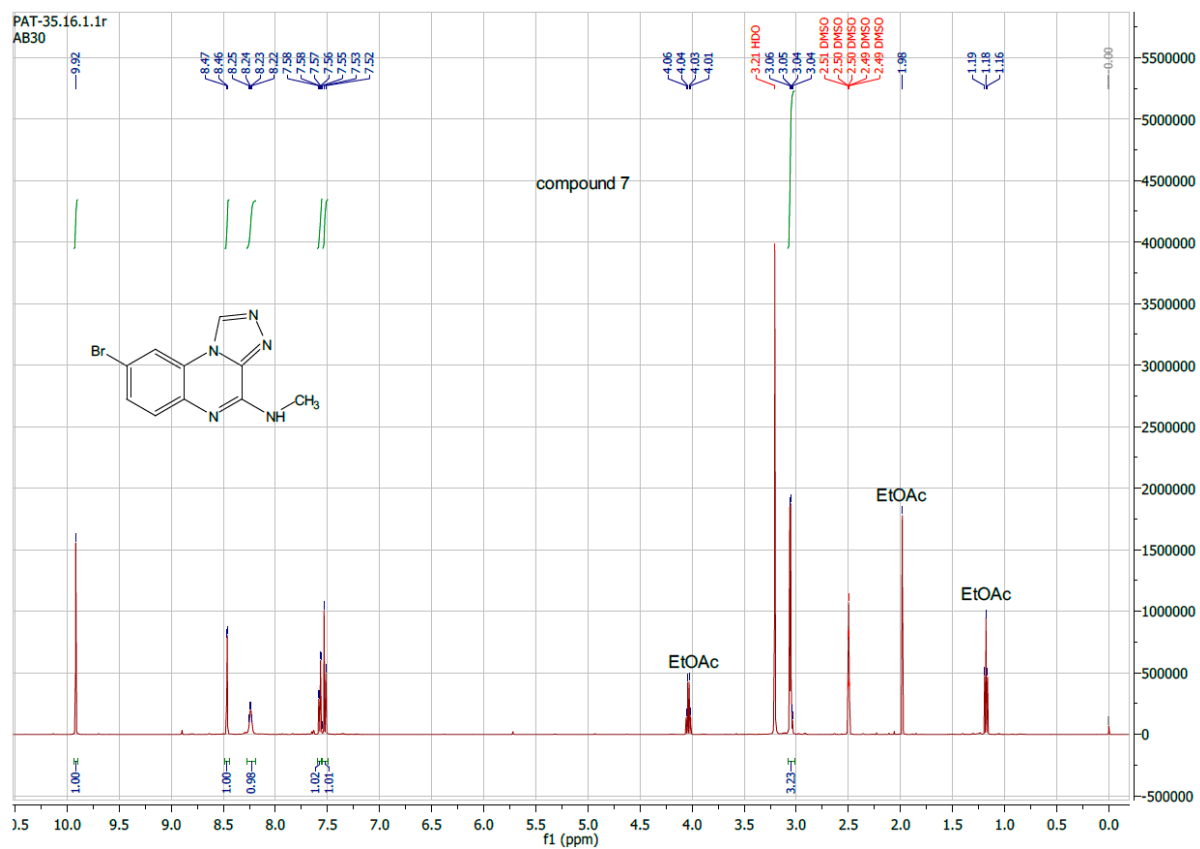 PAT-35.16.1.1r
AB30
9.92
8.47
8.46
8.25
8.24
8.23
8.22
7.58
7.58
7.57
7.56
7.55
7.53
7.52
4.06
4.04
4.03
4.01
3.21 HDO
3.06
3.05
3.04
3.04
2.51 DMSO
2.50 DMSO
2.50 DMSO
2.49 DMSO
2.49 DMSO
1.98
1.19
1.18
1.16
-0.00
compound 7
N
N
N
N
Br
NH
CH3
EtOAc
EtOAc
EtOAc
5500000
5000000
4500000
4000000
3500000
3000000
2500000
2000000
1500000
1000000
500000
0
-500000
1.00
1.00
0.98
1.02
1.01
3.23
0.5 10.0 9.5 9.0 8.5 8.0 7.5 7.0 6.5 6.0 5.5 5.0 4.5 4.0 3.5 3.0 2.5 2.0 1.5 1.0 0.5 0.0
f1 (ppm)